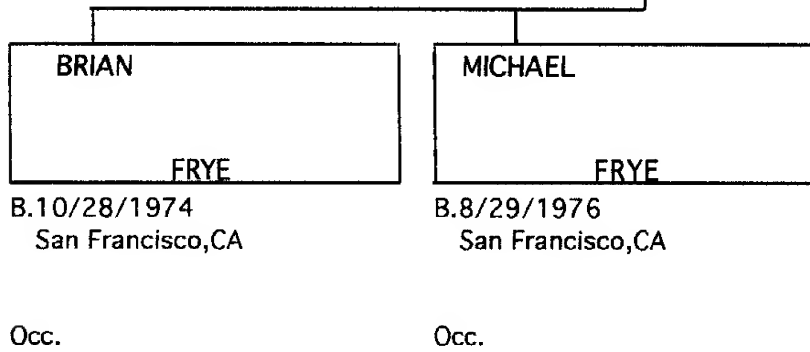 BRIAN
FRYE
B.10/28/1974
San Francisco,CA
Occ.
MICHAEL
FRYE
B.8/29/1976
San Francisco,CA
Occ.